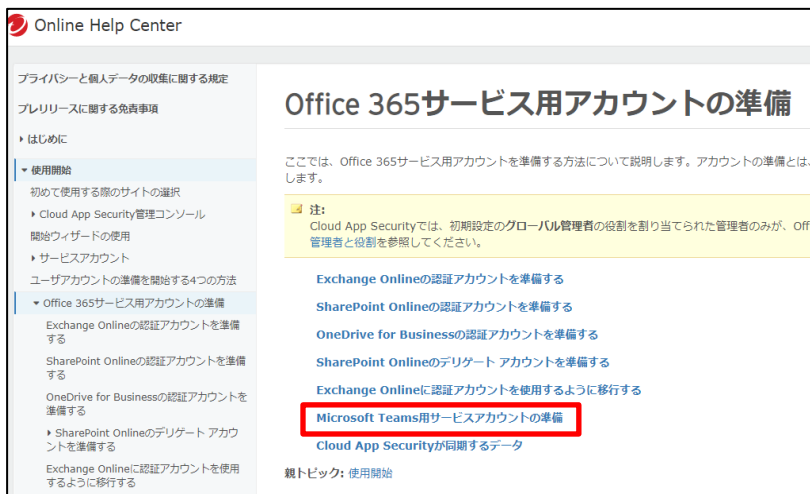 Online Help Center
プライバシーと個人データの収集に関する規定
プレリリースに関する免責事項
はじめに
使用開始
初めて使用する際のサイトの選択
Cloud App Security管理コンソール
開始ウィザードの使用
サービスアカウント
ユーザアカウントの準備を開始する4つの方法
Office 365サービス用アカウントの準備
Exchange Onlineの認証アカウントを準備
する
SharePoint Onlineの認証アカウントを準備
する
OneDrive for Businessの認証アカウントを
準備する
SharePoint Onlineのデリゲート アカウ
ントを準備する
Exchange Onlineに認証アカウントを使用
するように移行する
Office 365サービス用アカウントの準備
ここでは、Office 365サービス用アカウントを準備する方法について説明します。アカウントの準備とは、
します。
注:
Cloud App Securityでは、初期設定のグローバル管理者の役割を割り当てられた管理者のみが、Off
管理者と役割を参照してください。
Exchange Onlineの認証アカウントを準備する
SharePoint Onlineの認証アカウントを準備する
OneDrive for Businessの認証アカウントを準備する
SharePoint Onlineのデリゲート アカウントを準備する
Exchange Onlineに認証アカウントを使用するように移行する
Microsoft Teams用サービスアカウントの準備
Cloud App Securityが同期するデータ
親トピック: 使用開始